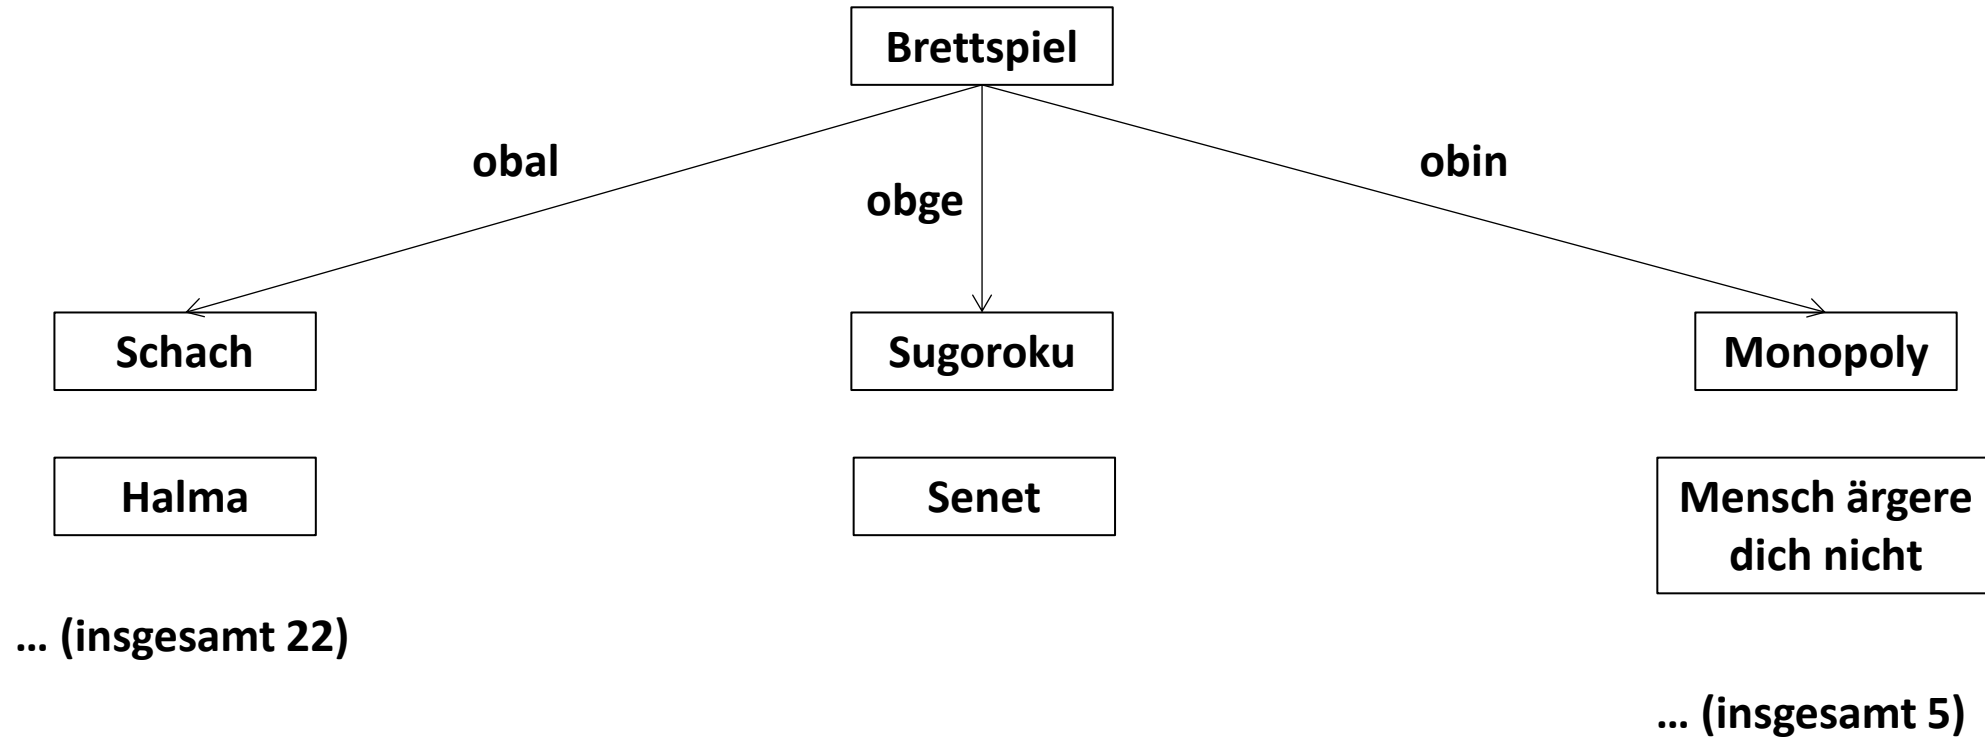 Brettspiel
obal
obin
obge
Schach
Sugoroku
Monopoly
Halma
Senet
Mensch ärgere
dich nicht
... (insgesamt 22)
... (insgesamt 5)